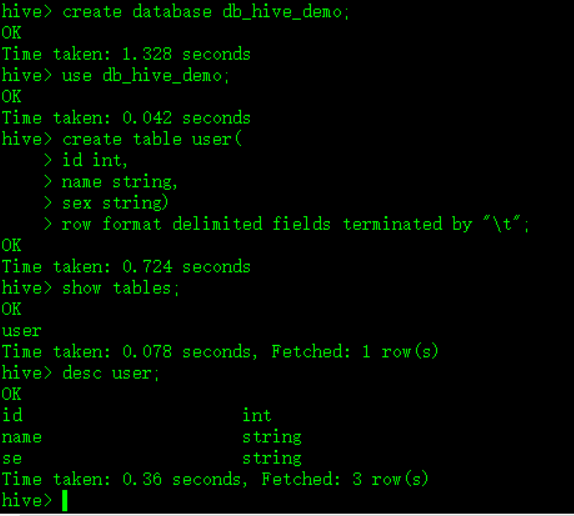 hive> create database db_hive_demo;
OK
Time taken: 1.328 seconds
hive> use db_hive_demo;
OK
Time taken: 0.042 seconds
hive> create table user(
> id int,
> name string,
> sex string)
> row format delimited fields terminated by "\t";
OK
Time taken: 0.724 seconds
hive> show tables;
OK
user
Time taken: 0.078 seconds, Fetched: 1 row(s)
hive> desc user;
OK
id int
name string
se string
Time taken: 0.36 seconds, Fetched: 3 row(s)
hive>